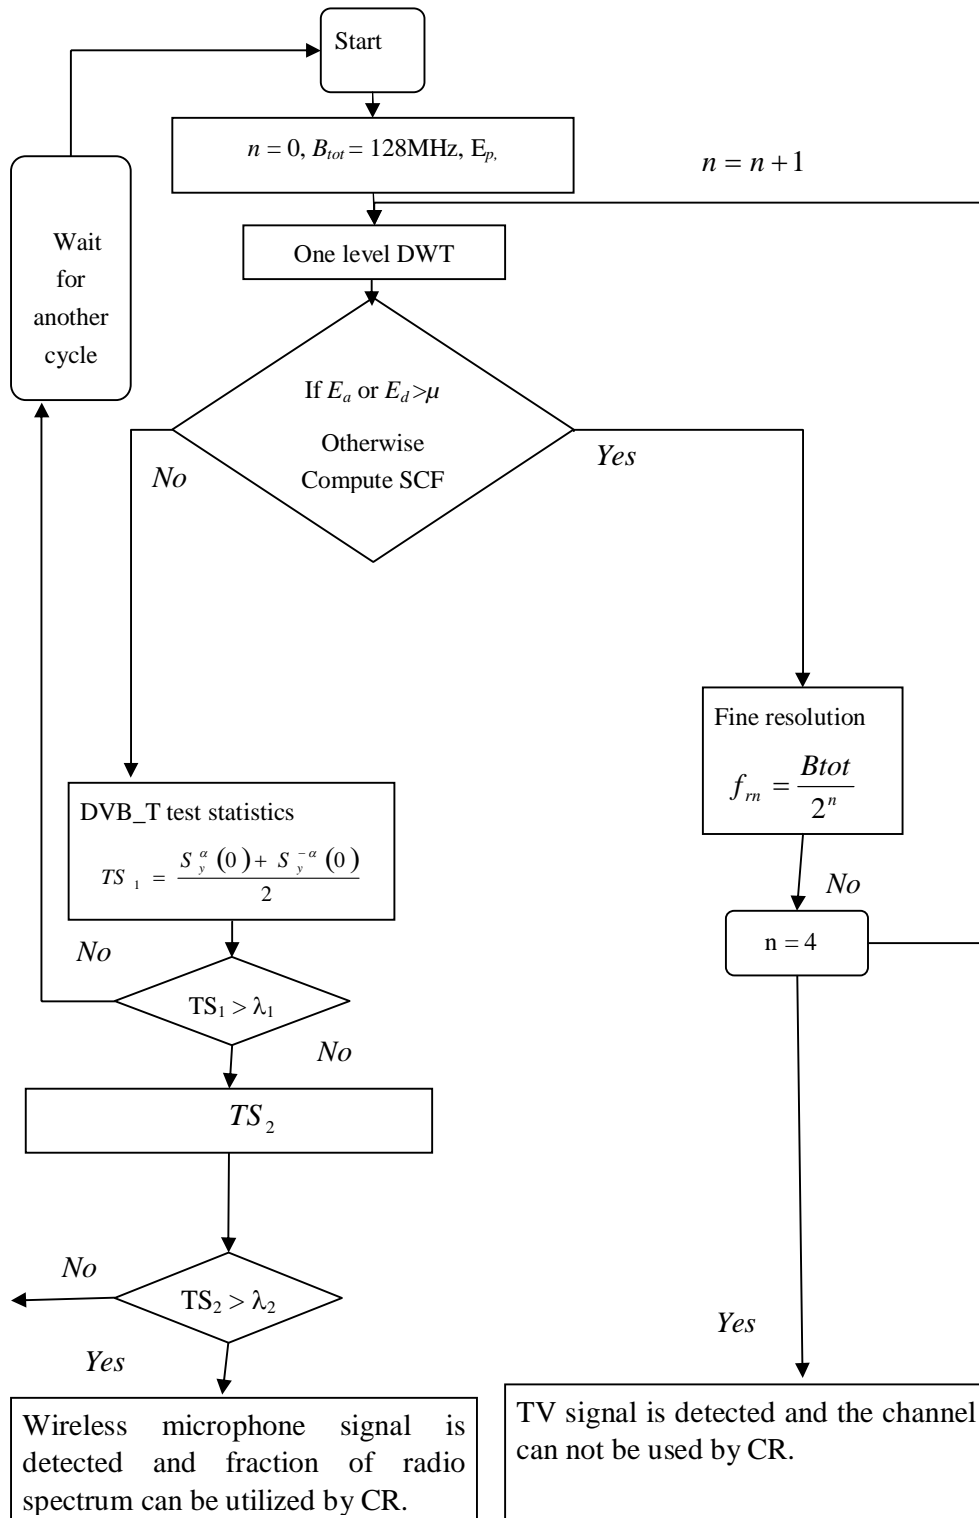 Start
n = 0, B_tot = 128MHz, E_p,
n = n + 1
Wait
for
another
cycle
One level DWT
If E_a or E_d >μ
Otherwise
Compute SCF
No
Yes
Fine resolution
f_rn = Btot / 2^n
DVB_T test statistics
TS_1 = (S_y^α (0) + S_y^-α (0)) / 2
No
n = 4
No
TS_1 > λ_1
No
TS_2
No
TS_2 > λ_2
Yes
Yes
Wireless microphone signal is
detected and fraction of radio
spectrum can be utilized by CR.
TV signal is detected and the channel
can not be used by CR.